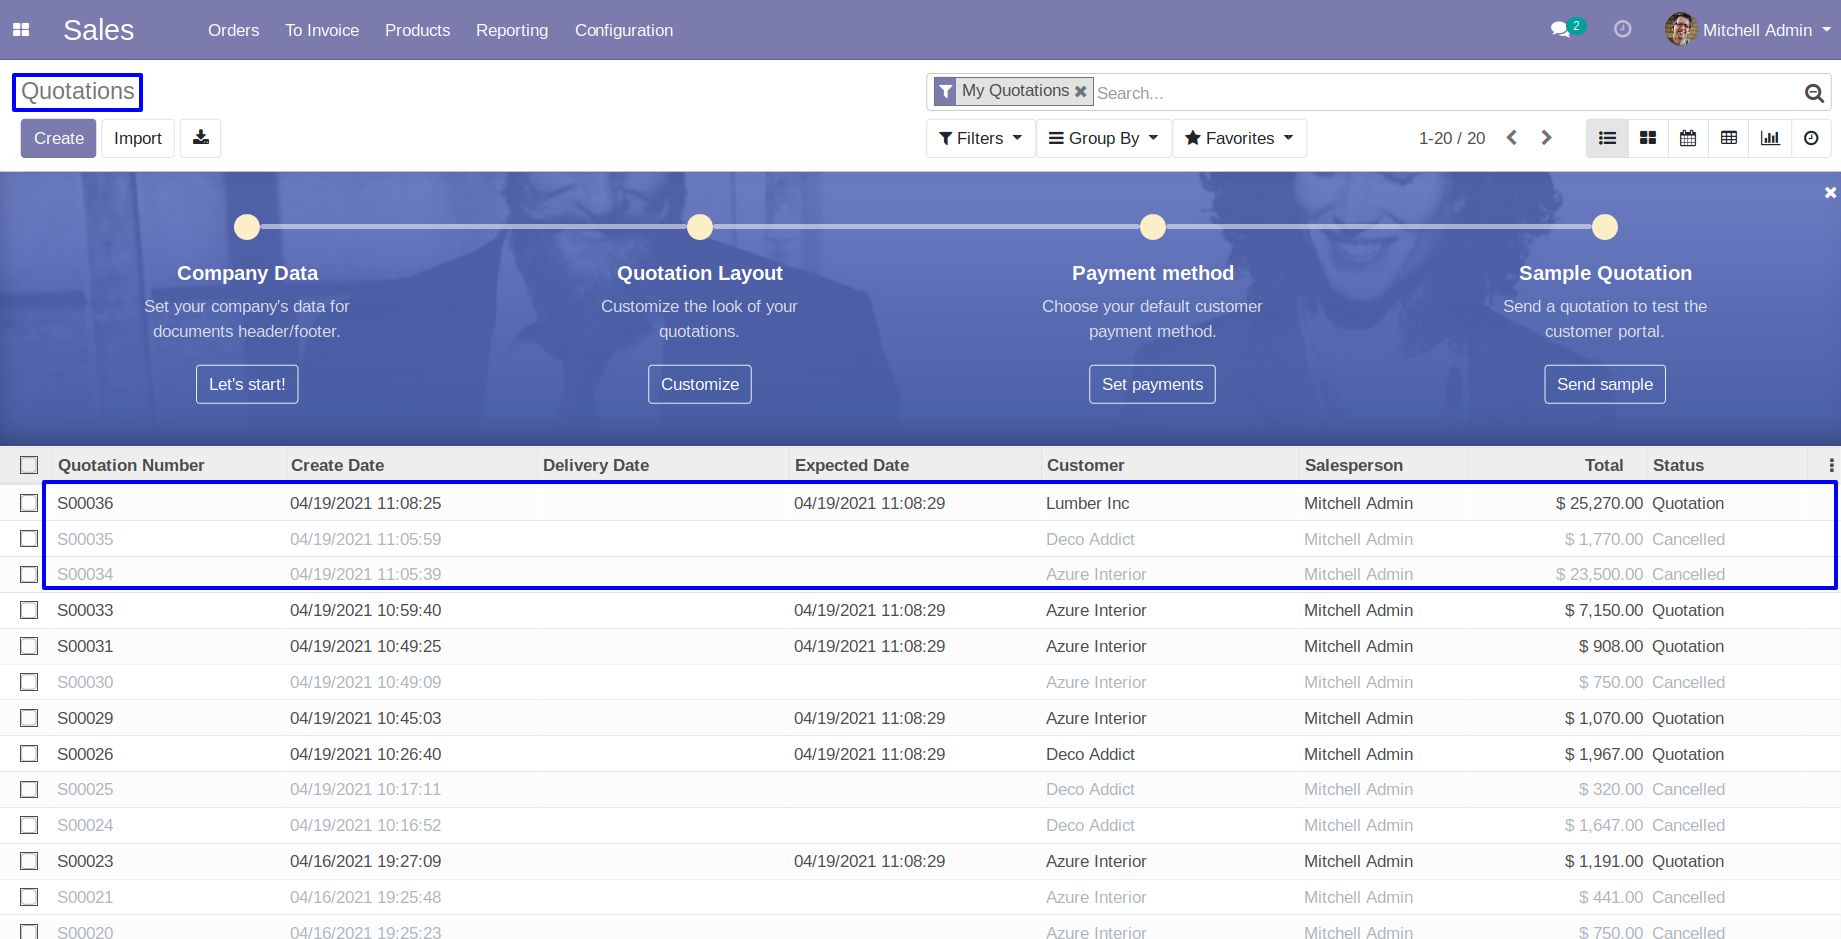 Sales Orders To Invoice Products Reporting Configuration 2 Mitchell Admin
Quotations
My Quotations Search...
Create Import Filters Group By Favorites 1-20 / 20
Company Data Quotation Layout Payment method Sample Quotation
Set your company's data for Customize the look of your Choose your default customer Send a quotation to test the
documents header/footer. quotations. payment method. customer portal.
Let's start! Customize Set payments Send sample
Quotation Number Create Date Delivery Date Expected Date Customer Salesperson Total Status
S00036 04/19/2021 11:08:25 04/19/2021 11:08:29 Lumber Inc Mitchell Admin $ 25,270.00 Quotation
S00035 04/19/2021 11:05:59 Deco Addict Mitchell Admin $ 1,770.00 Cancelled
S00034 04/19/2021 11:05:39 Azure Interior Mitchell Admin $ 23,500.00 Cancelled
S00033 04/19/2021 10:59:40 04/19/2021 11:08:29 Azure Interior Mitchell Admin $ 7,150.00 Quotation
S00031 04/19/2021 10:49:25 04/19/2021 11:08:29 Azure Interior Mitchell Admin $ 908.00 Quotation
S00030 04/19/2021 10:49:09 Azure Interior Mitchell Admin $ 750.00 Cancelled
S00029 04/19/2021 10:45:03 04/19/2021 11:08:29 Azure Interior Mitchell Admin $ 1,070.00 Quotation
S00026 04/19/2021 10:26:40 04/19/2021 11:08:29 Deco Addict Mitchell Admin $ 1,967.00 Quotation
S00025 04/19/2021 10:17:11 Deco Addict Mitchell Admin $ 320.00 Cancelled
S00024 04/19/2021 10:16:52 Deco Addict Mitchell Admin $ 1,647.00 Cancelled
S00023 04/16/2021 19:27:09 04/19/2021 11:08:29 Azure Interior Mitchell Admin $ 1,191.00 Quotation
S00021 04/16/2021 19:25:48 Azure Interior Mitchell Admin $ 441.00 Cancelled
S00020 04/16/2021 19:25:23 Azure Interior Mitchell Admin $ 750.00 Cancelled